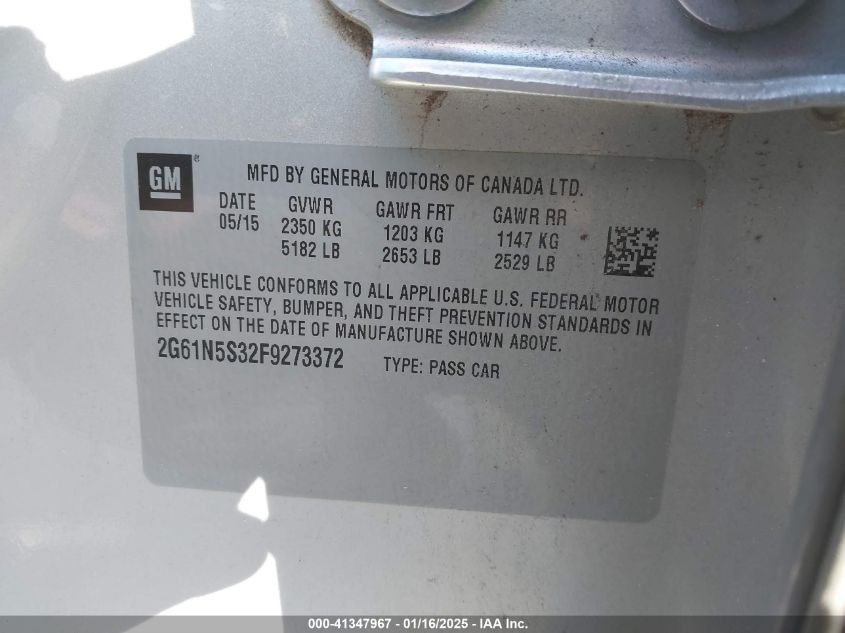 GM ® MFD BY GENERAL MOTORS OF CANADA LTD.
DATE GVWR GAWR FRT GAWR RR
05/15 2350 KG 1203 KG 1147 KG
5182 LB 2653 LB 2529 LB
THIS VEHICLE CONFORMS TO ALL APPLICABLE U.S. FEDERAL MOTOR
VEHICLE SAFETY, BUMPER, AND THEFT PREVENTION STANDARDS IN
EFFECT ON THE DATE OF MANUFACTURE SHOWN ABOVE.
2G61N5S32F9273372 TYPE: PASS CAR
000-41347967 - 01/16/2025 - IAA Inc.